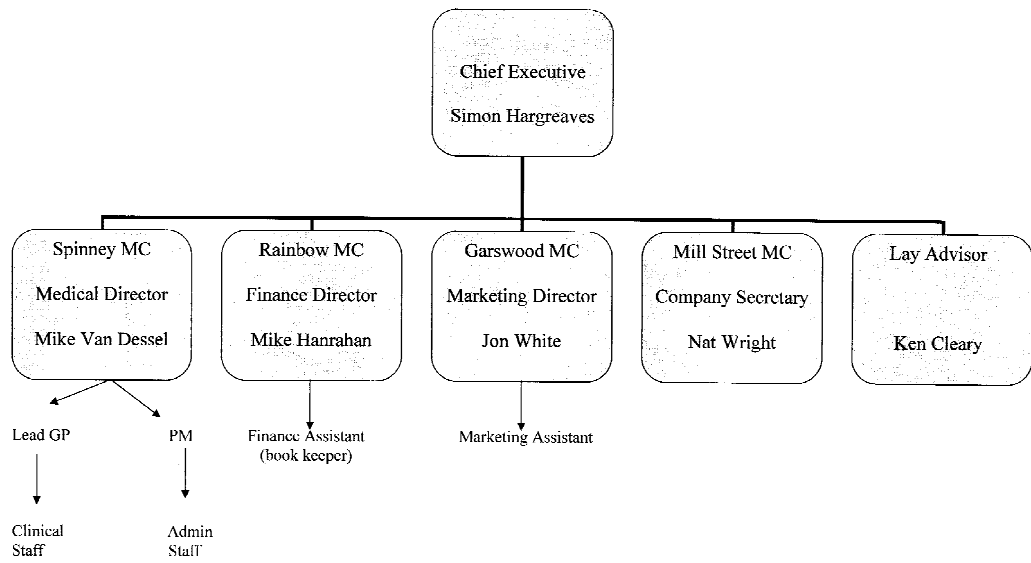 Chief Executive
Simon Hargreaves
Spinney MC
Medical Director
Mike Van Dessel
Rainbow MC
Finance Director
Mike Hanrahan
Garswood MC
Marketing Director
Jon White
Mill Street MC
Company Secretary
Nat Wright
Lay Advisor
Ken Cleary
Lead GP
PM
Finance Assistant
(book keeper)
Marketing Assistant
Clinical
Staff
Admin
Staff